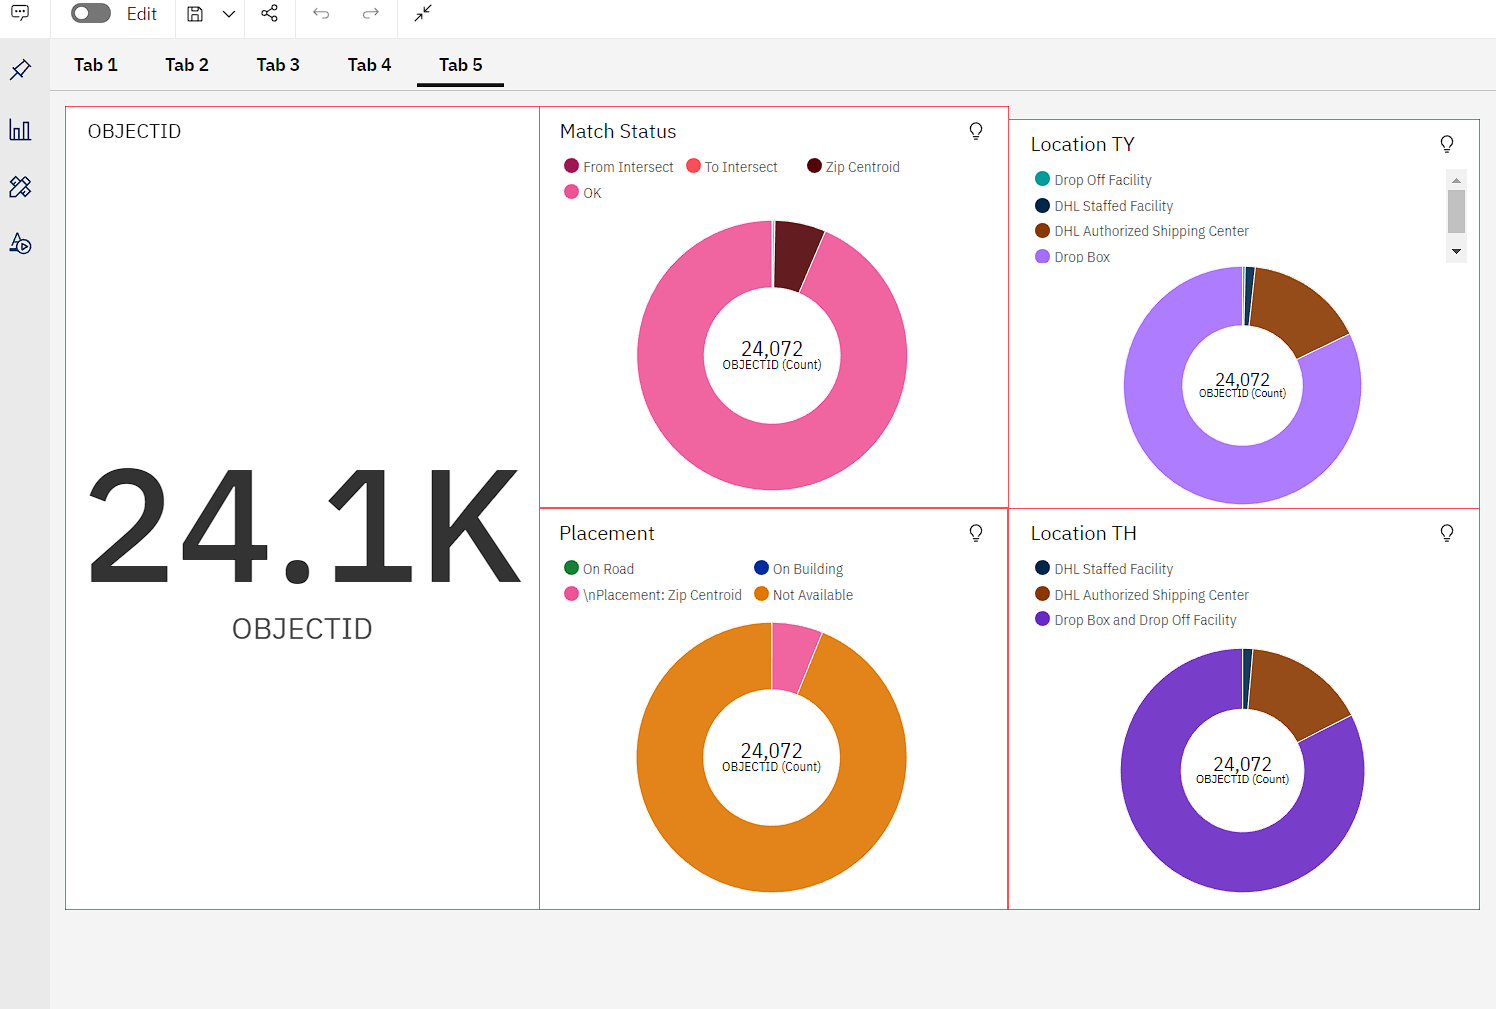 Edit
Tab 1 Tab 2 Tab 3 Tab 4 Tab 5
OBJECTID
24.1K
OBJECTID
Match Status
From Intersect To Intersect Zip Centroid
OK
24,072
OBJECTID (Count)
Location TY
Drop Off Facility
DHL Staffed Facility
DHL Authorized Shipping Center
Drop Box
24,072
OBJECTID (Count)
Placement
On Road On Building
\nPlacement: Zip Centroid Not Available
24,072
OBJECTID (Count)
Location TH
DHL Staffed Facility
DHL Authorized Shipping Center
Drop Box and Drop Off Facility
24,072
OBJECTID (Count)